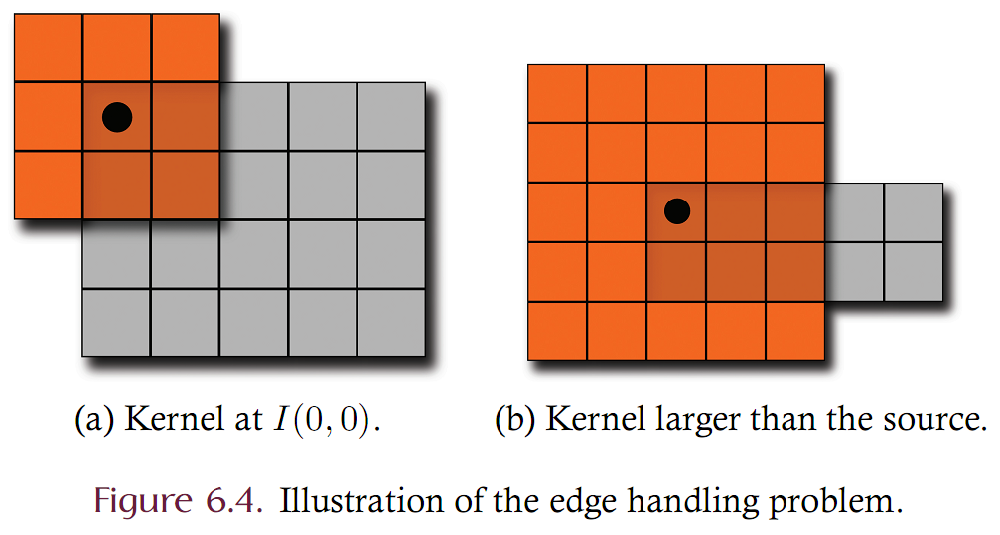 (a) Kernel at I(0, 0).
(b) Kernel larger than the source.
Figure 6.4. Illustration of the edge handling problem.